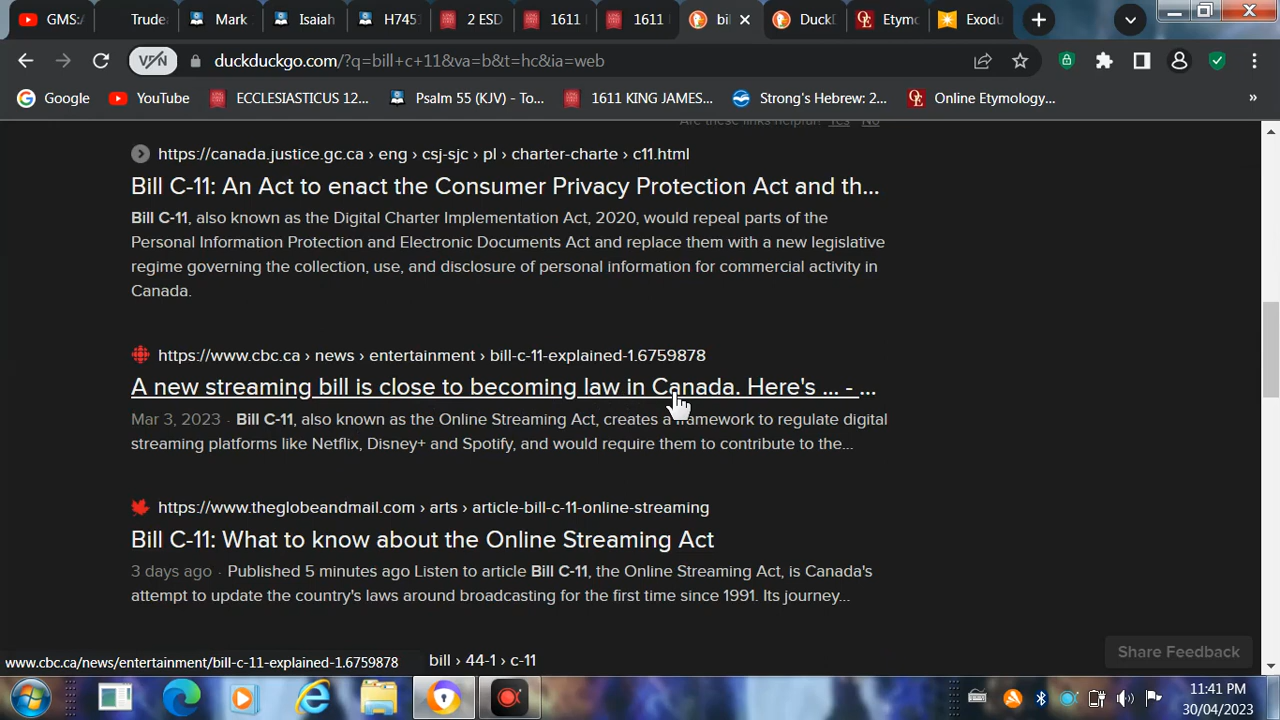 GMS:/
Trude
Mark
Isaiah
H745
2 ESD
1611
1611
bil
DuckD
Etym
Exodu
VPN
duckduckgo.com/?q=bill+c+11&va=b&t=hc&ia=web
Google
YouTube
ECCLESIASTICUS 12...
Psalm 55 (KJV) - To...
1611 KING JAMES...
Strong's Hebrew: 2...
Online Etymology...
»
Are these links helpful? Yes No
https://canada.justice.gc.ca › eng › csj-sjc › pl › charter-charte › c11.html
Bill C-11: An Act to enact the Consumer Privacy Protection Act and th...
Bill C-11, also known as the Digital Charter Implementation Act, 2020, would repeal parts of the
Personal Information Protection and Electronic Documents Act and replace them with a new legislative
regime governing the collection, use, and disclosure of personal information for commercial activity in
Canada.
https://www.cbc.ca › news › entertainment › bill-c-11-explained-1.6759878
A new streaming bill is close to becoming law in Canada. Here's ... - ...
Mar 3, 2023 · Bill C-11, also known as the Online Streaming Act, creates a framework to regulate digital
streaming platforms like Netflix, Disney+ and Spotify, and would require them to contribute to the...
https://www.theglobeandmail.com › arts › article-bill-c-11-online-streaming
Bill C-11: What to know about the Online Streaming Act
3 days ago · Published 5 minutes ago Listen to article Bill C-11, the Online Streaming Act, is Canada's
attempt to update the country's laws around broadcasting for the first time since 1991. Its journey...
Share Feedback
www.cbc.ca/news/entertainment/bill-c-11-explained-1.6759878
bill › 44-1 › c-11
11:41 PM
30/04/2023